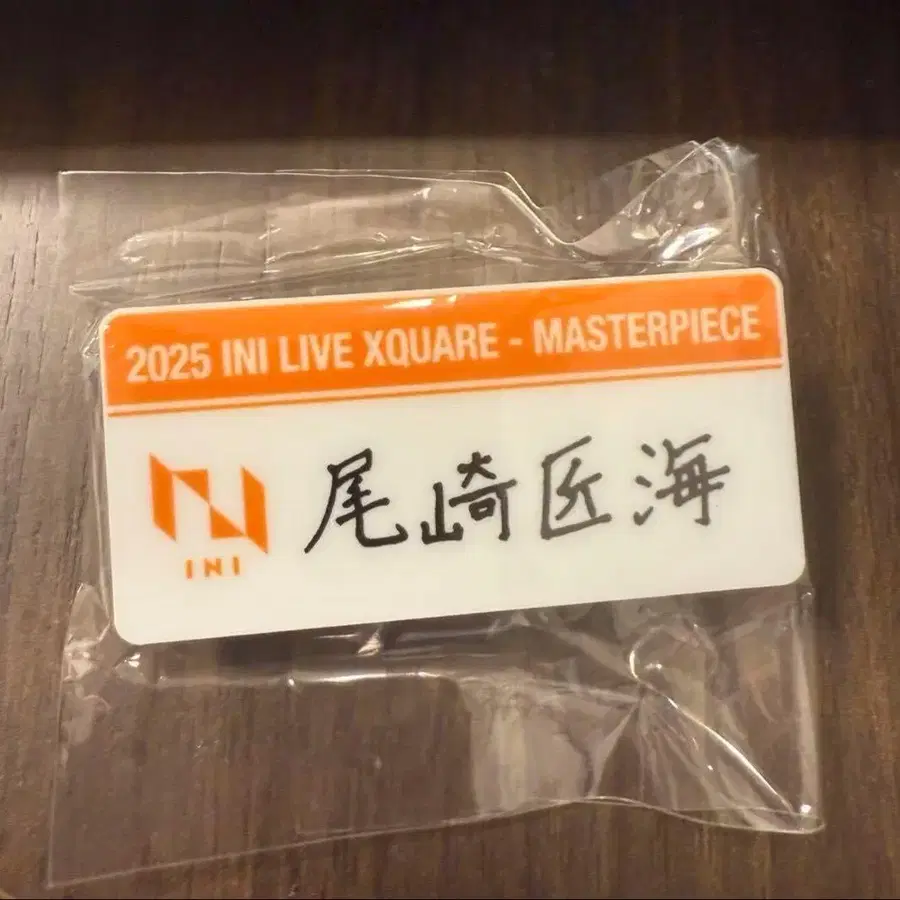 2025 INI LIVE XQUARE - MASTERPIECE
尾崎匠海
INI